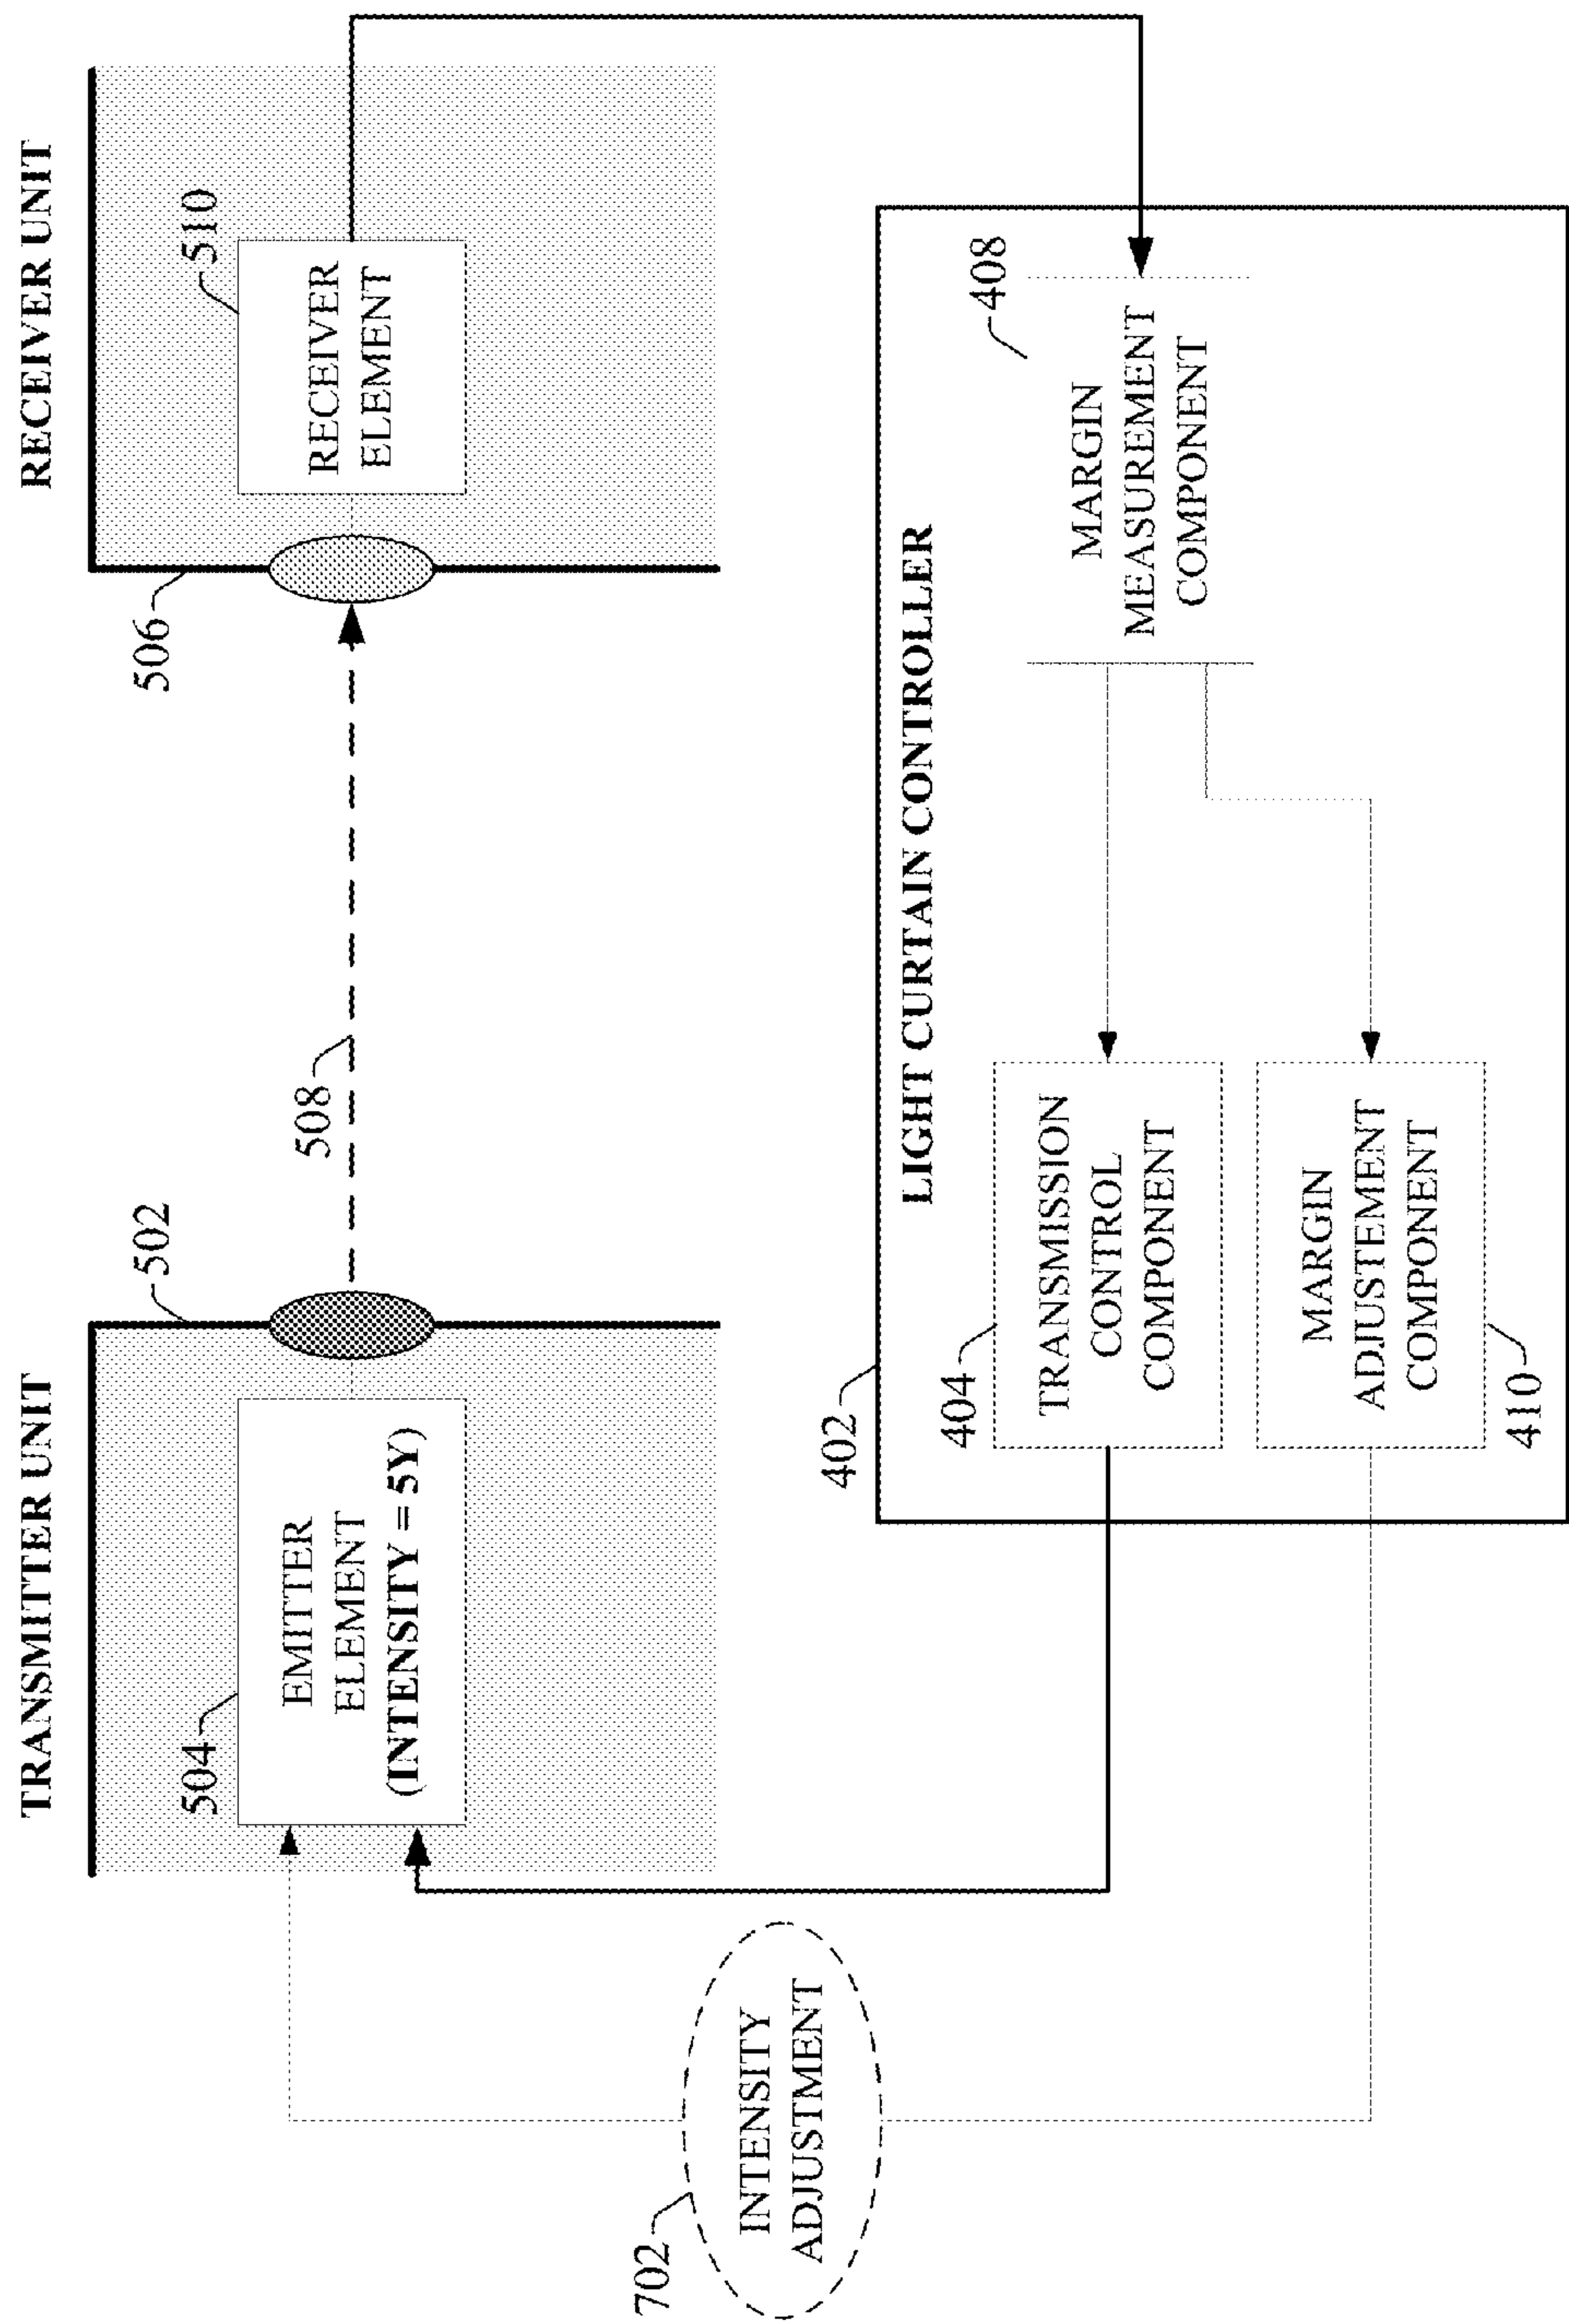 TRANSMITTER UNIT
RECEIVER UNIT
504
EMITTER
ELEMENT
(INTENSITY = 5Y)
502
508
506
510
RECEIVER
ELEMENT
702
INTENSITY
ADJUSTMENT
402
LIGHT CURTAIN CONTROLLER
404
TRANSMISSION
CONTROL
COMPONENT
408
MARGIN
MEASUREMENT
COMPONENT
MARGIN
ADJUSTEMENT
COMPONENT
410